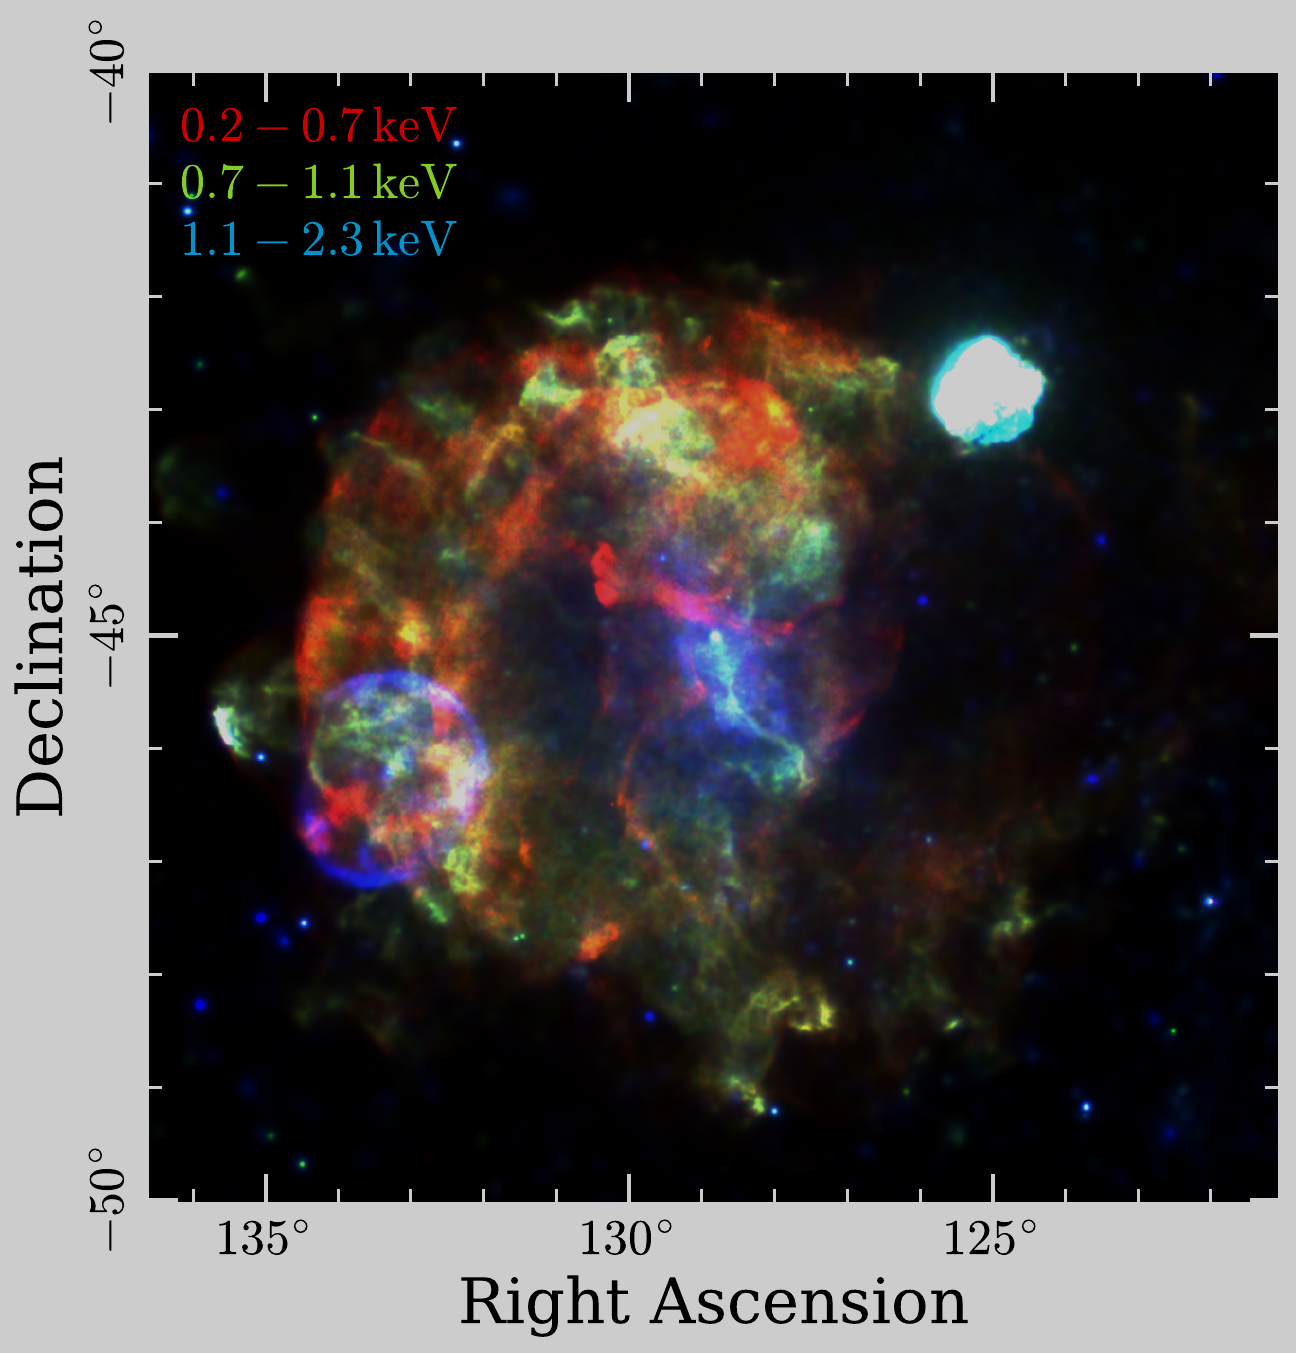 −40°
0.2 − 0.7 keV
0.7 − 1.1 keV
1.1 − 2.3 keV
Declination
−45°
−50°
135°
130°
125°
Right Ascension